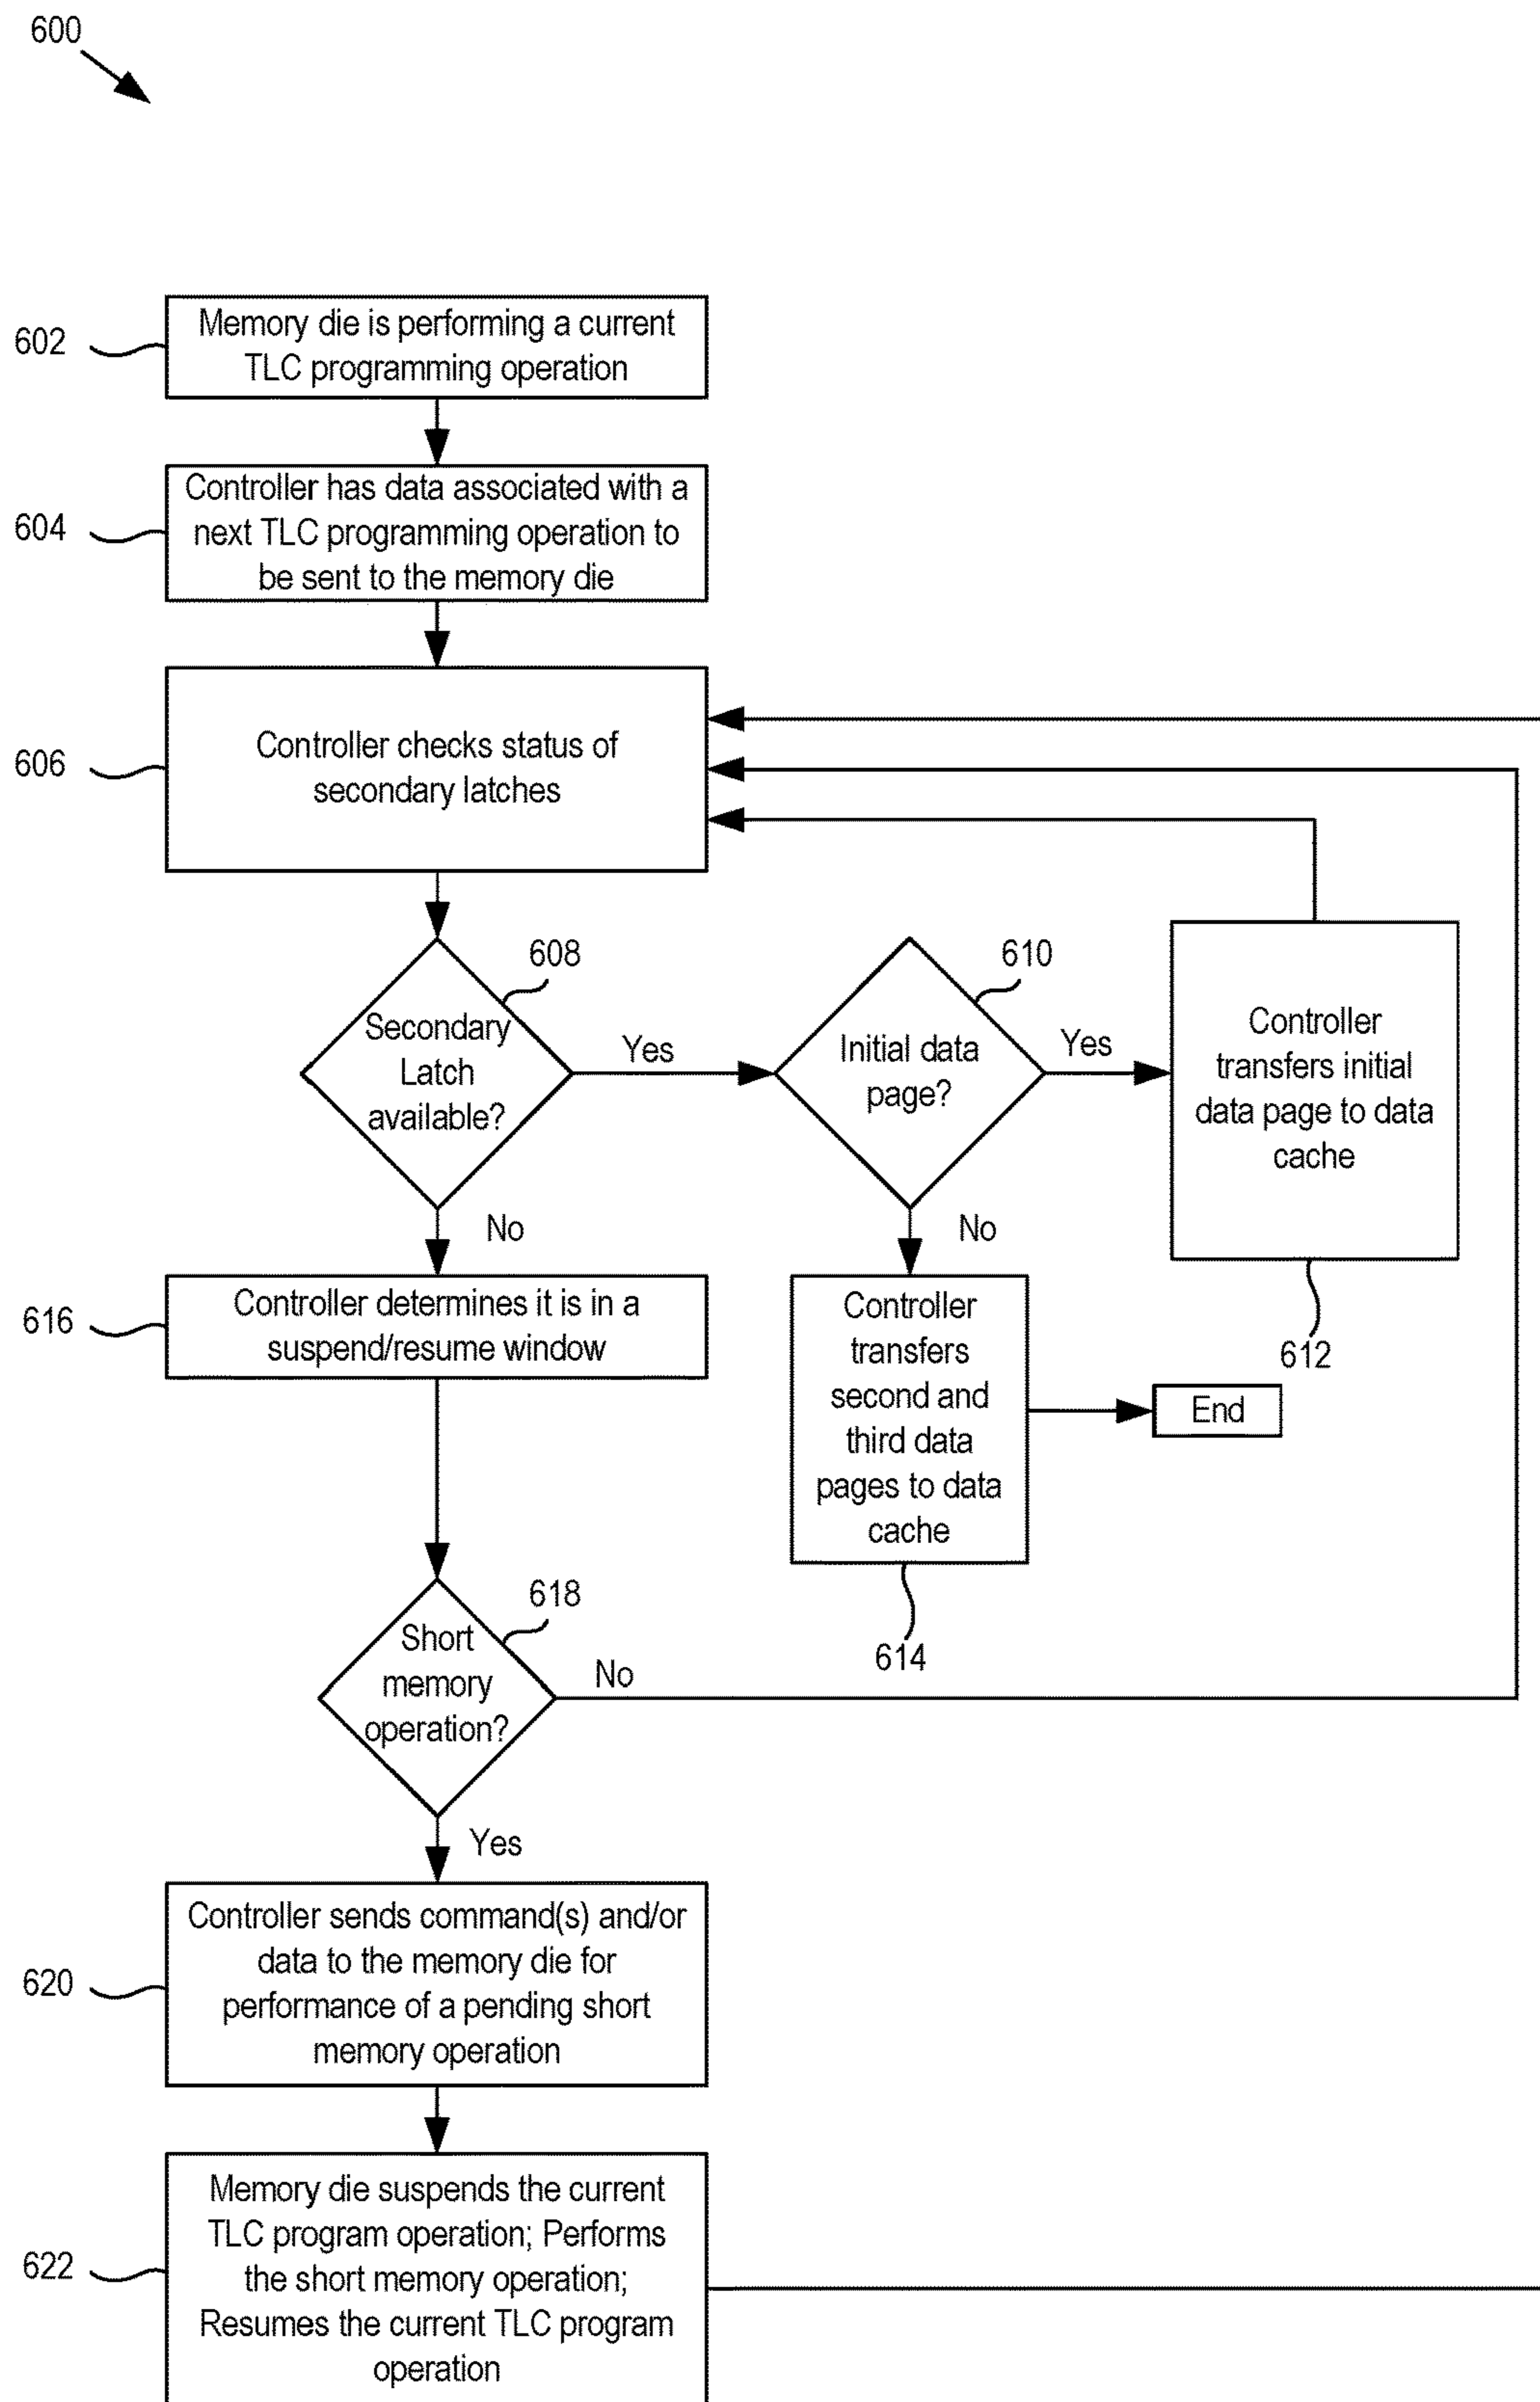 600
602
Memory die is performing a current
TLC programming operation
604
Controller has data associated with a
next TLC programming operation to
be sent to the memory die
606
Controller checks status of
secondary latches
608
Secondary
Latch
available?
Yes
No
610
Initial data
page?
Yes
No
Controller
transfers initial
data page to data
cache
612
Controller
transfers
second and
third data
pages to data
cache
614
End
616
Controller determines it is in a
suspend/resume window
618
Short
memory
operation?
No
Yes
620
Controller sends command(s) and/or
data to the memory die for
performance of a pending short
memory operation
622
Memory die suspends the current
TLC program operation; Performs
the short memory operation;
Resumes the current TLC program
operation